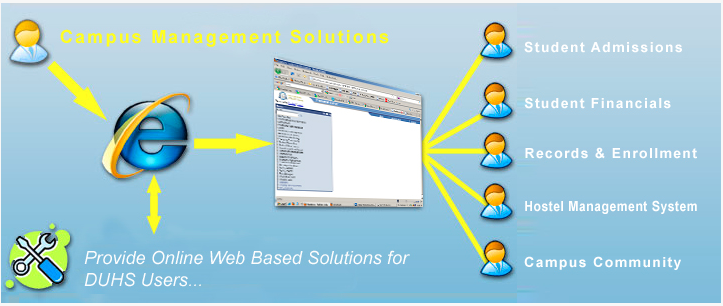 Campus Management Solutions
Student Admissions
Student Financials
Records & Enrollment
Hostel Management System
Campus Community
Provide Online Web Based Solutions for
DUHS Users...